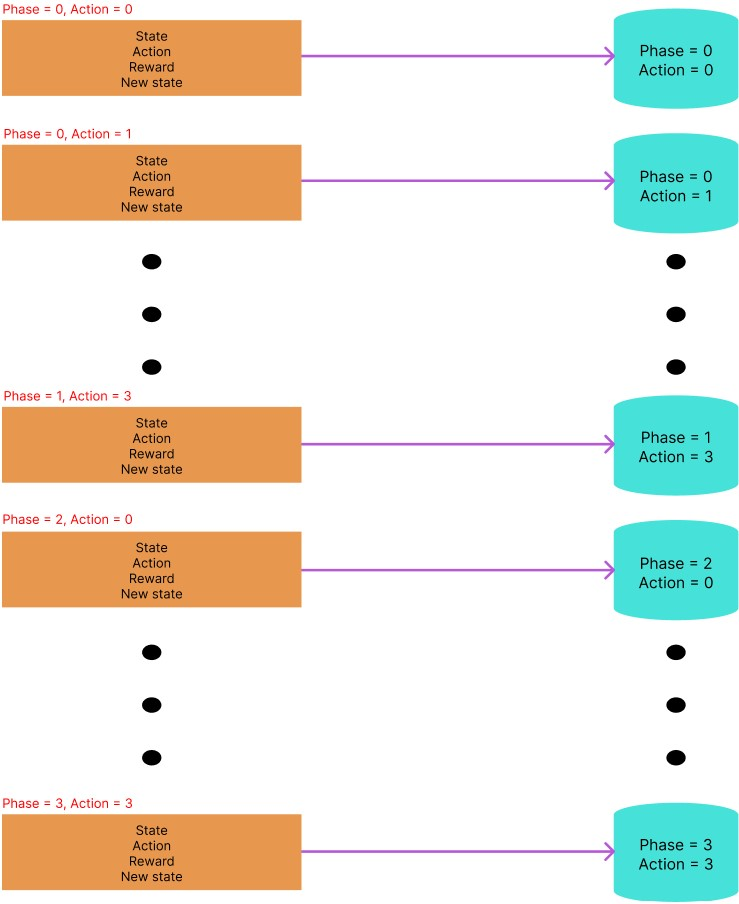 Phase = 0, Action = 0
State
Action
Reward
New state
Phase = 0
Action = 0
Phase = 0, Action = 1
State
Action
Reward
New state
Phase = 0
Action = 1
Phase = 1, Action = 3
State
Action
Reward
New state
Phase = 1
Action = 3
Phase = 2, Action = 0
State
Action
Reward
New state
Phase = 2
Action = 0
Phase = 3, Action = 3
State
Action
Reward
New state
Phase = 3
Action = 3